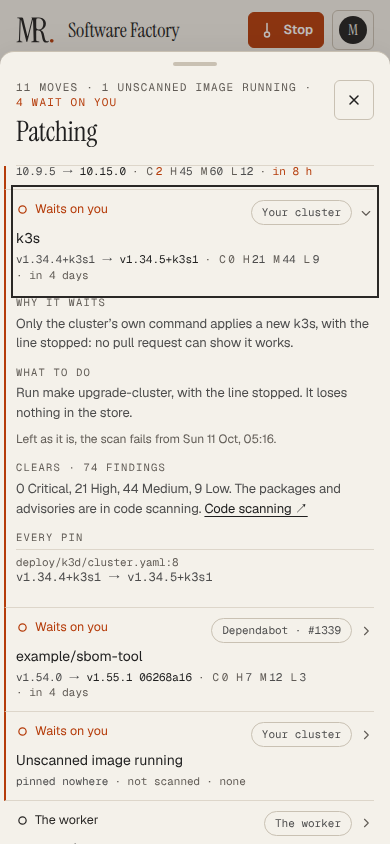 MR. Software Factory Stop M
11 MOVES · 1 UNSCANNED IMAGE RUNNING ·
4 WAIT ON YOU
Patching
10.9.5 → 10.15.0 · C2 H45 M60 L12 · in 8 h
Waits on you Your cluster
k3s
v1.34.4+k3s1 → v1.34.5+k3s1 · C0 H21 M44 L9
· in 4 days
WHY IT WAITS
Only the cluster's own command applies a new k3s, with the
line stopped: no pull request can show it works.
WHAT TO DO
Run make upgrade-cluster, with the line stopped. It loses
nothing in the store.
Left as it is, the scan fails from Sun 11 Oct, 05:16.
CLEARS · 74 FINDINGS
0 Critical, 21 High, 44 Medium, 9 Low. The packages and
advisories are in code scanning. Code scanning ↗
EVERY PIN
deploy/k3d/cluster.yaml:8
v1.34.4+k3s1 → v1.34.5+k3s1
Waits on you Dependabot · #1339
example/sbom-tool
v1.54.0 → v1.55.1 06268a16 · C0 H7 M12 L3
· in 4 days
Waits on you Your cluster
Unscanned image running
pinned nowhere · not scanned · none
The worker The worker